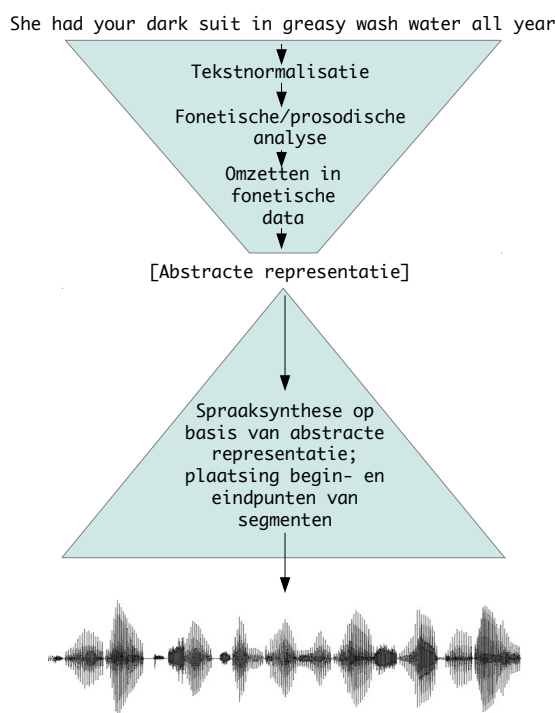 She had your dark suit in greasy wash water all year
Tekstnormalisatie
Fonetische/prosodische
analyse
Omzetten in
fonetische
data
[Abstracte representatie]
Spraaksynthese op
basis van abstracte
representatie;
plaatsing begin- en
eindpunten van
segmenten